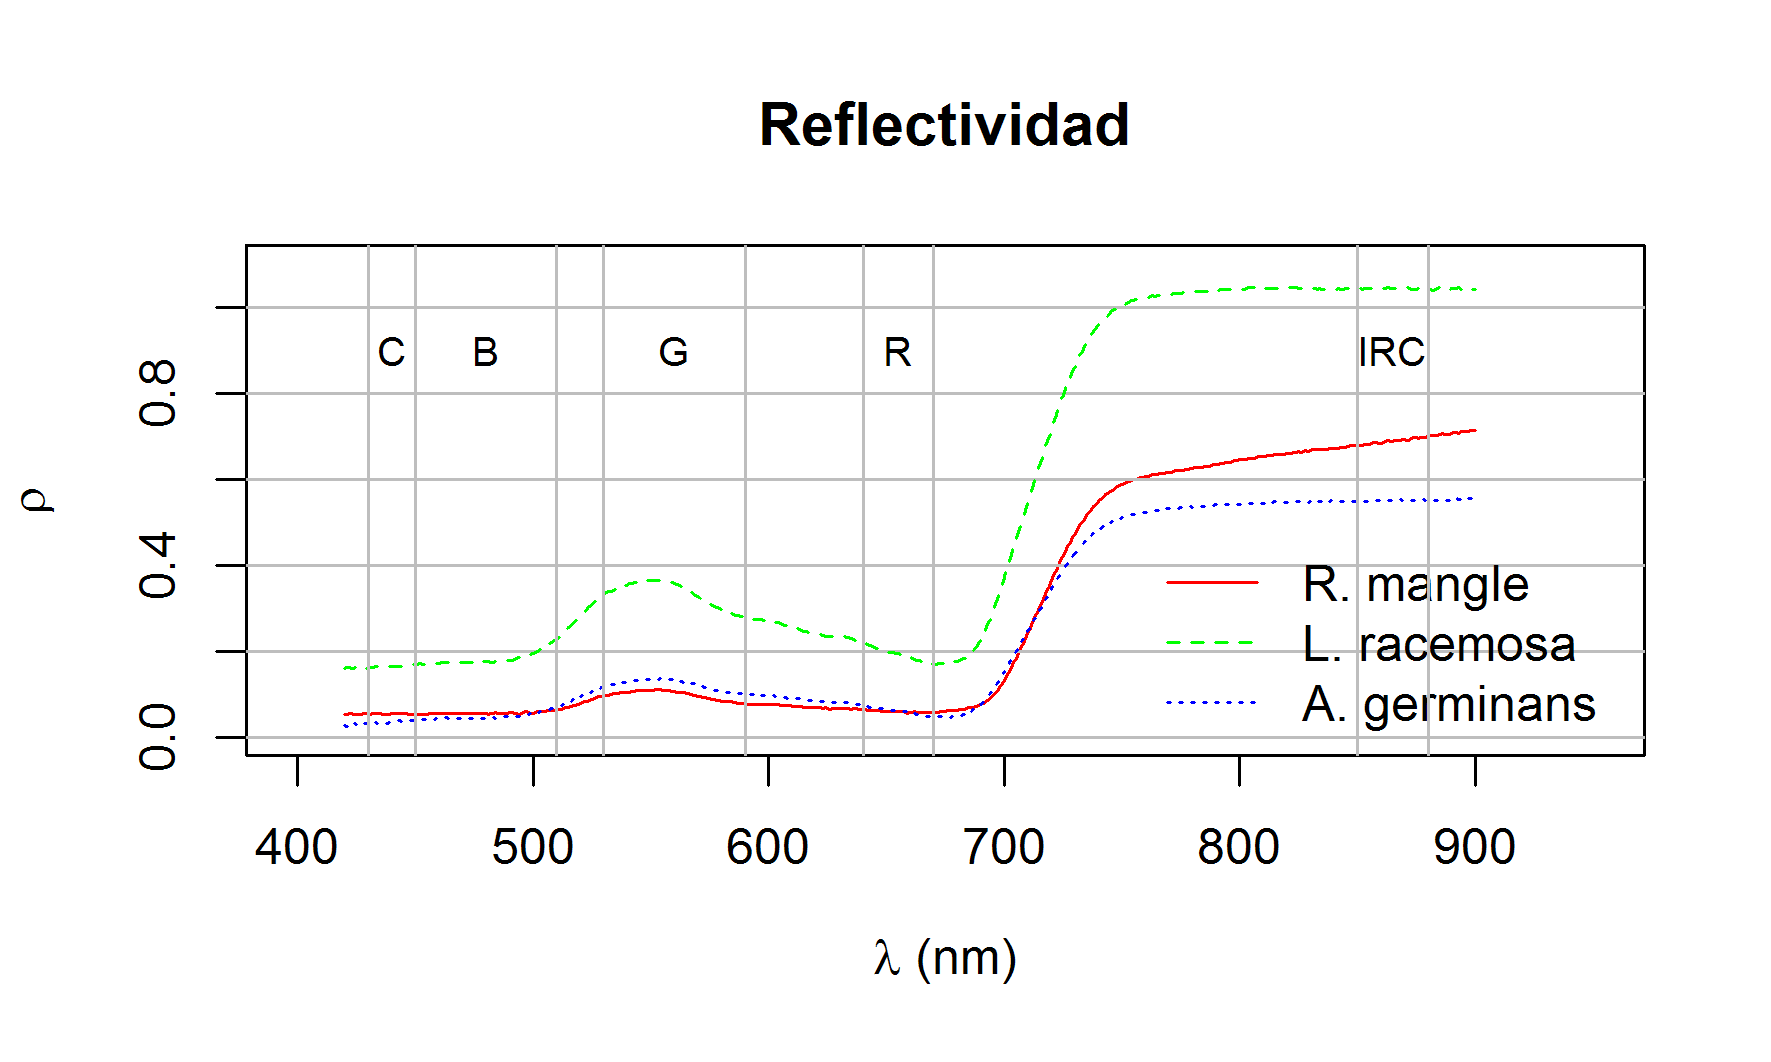 Reflectividad
C B G R IRC
0.8
0.4
0.0
ρ
R. mangle
L. racemosa
A. germinans
400 500 600 700 800 900
λ (nm)